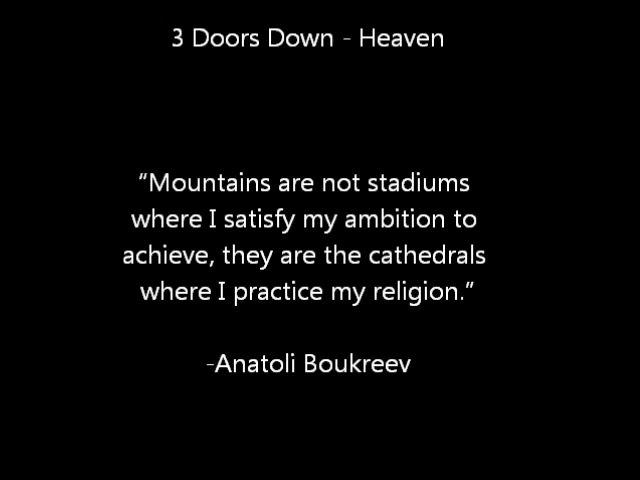 3 Doors Down - Heaven
“Mountains are not stadiums
where I satisfy my ambition to
achieve, they are the cathedrals
where I practice my religion.”
-Anatoli Boukreev